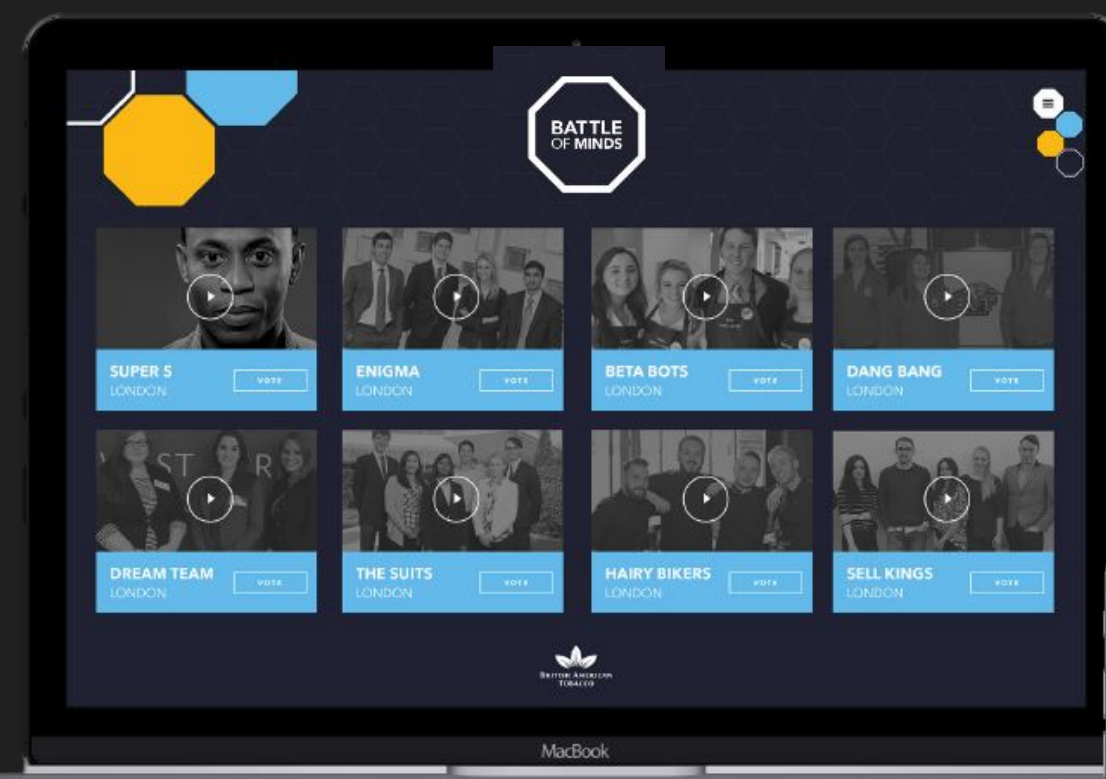 BATTLE
OF MINDS
SUPER S
LONDON
VOTE
ENIGMA
LONDON
VOTE
BETA BOTS
LONDON
VOTE
DANG BANG
LONDON
VOTE
DREAM TEAM
LONDON
VOTE
THE SUITS
LONDON
VOTE
HAIRY BIKERS
LONDON
VOTE
SELL KINGS
LONDON
VOTE
BRITISH AMERICAN
TOBACCO
MacBook